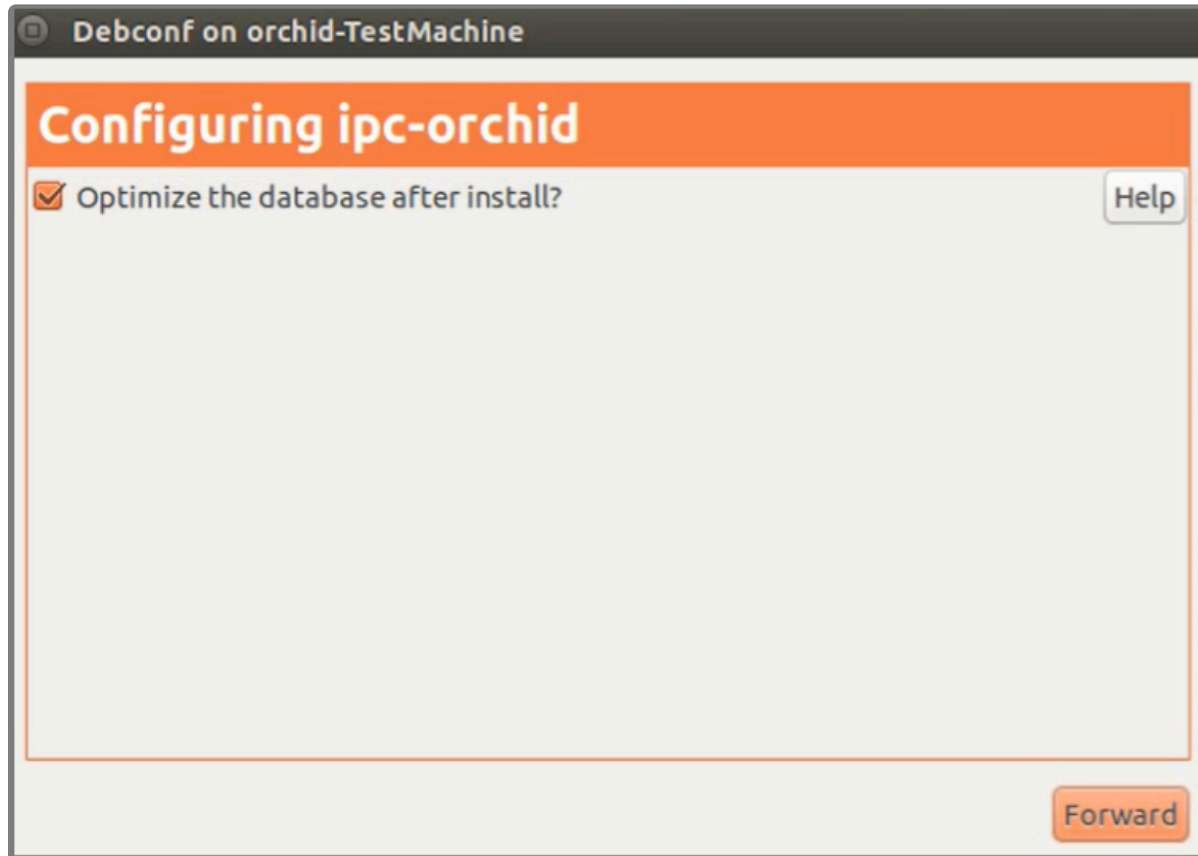 Debconf on orchid-TestMachine
Configuring ipc-orchid
Optimize the database after install?
Help
Forward